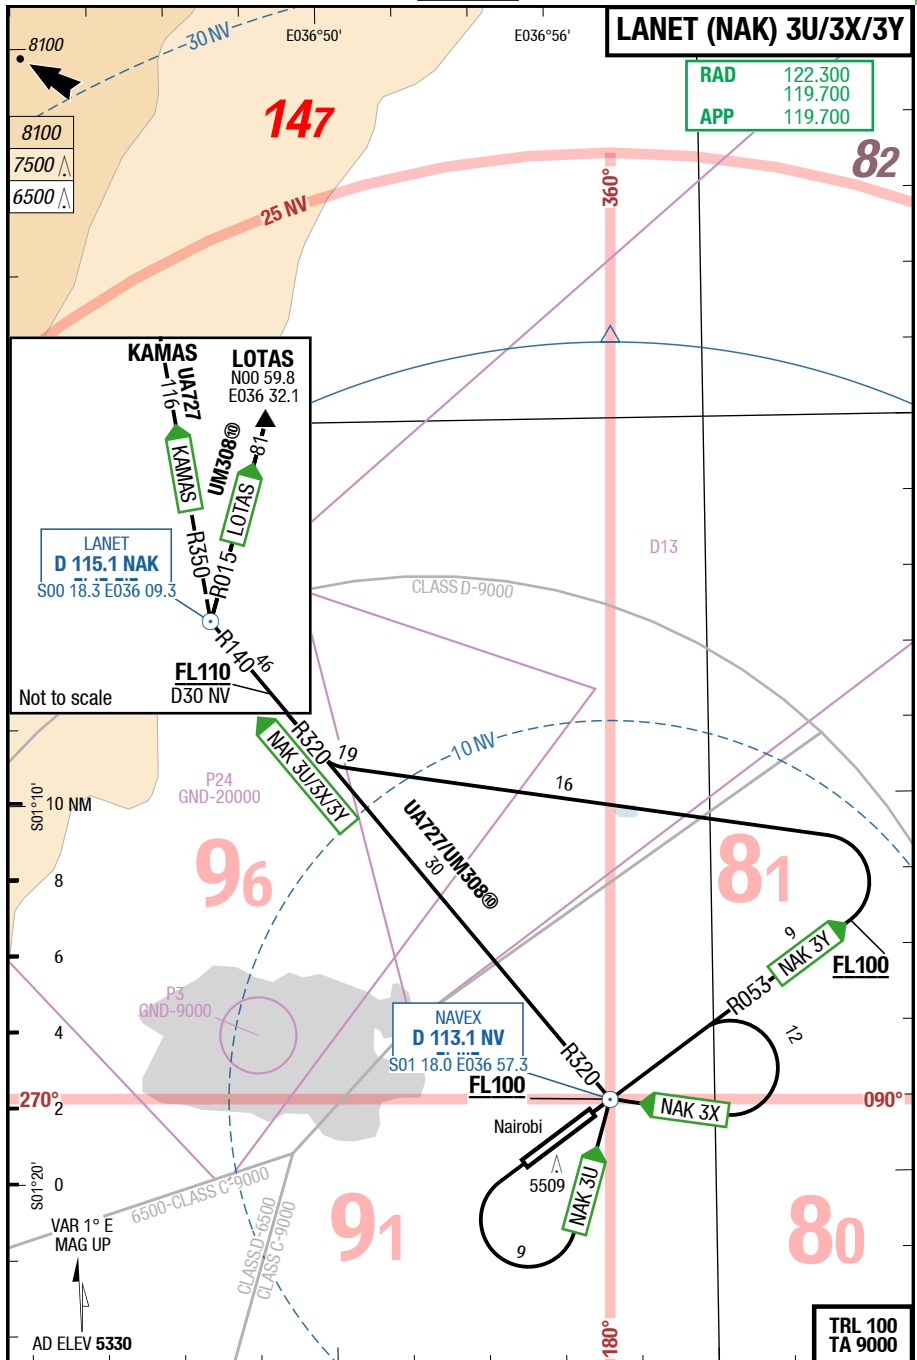 LANET (NAK) 3U/3X/3Y
30 NV
E036°50'
E036°56'
8100
RAD 122.300
119.700
APP 119.700
147
82
8100
7500
6500
360°
25 NV
KAMAS
LOTAS
N00 59.8
E036 32.1
UA727
116
81
UM308⑩
KAMAS
LOTAS
R350
R015
LANET
D 115.1 NAK
S00 18.3 E036 09.3
R140
46
FL110
D30 NV
Not to scale
D13
CLASS D-9000
R320
19
10 NV
NAK 3U/3X/3Y
16
P24
GND-20000
S01°10'
10 NM
UA727/UM308⑩
30
96
81
8
6
4
2
0
9
NAK 3Y
FL100
R053
P3
GND-9000
NAVEX
D 113.1 NV
S01 18.0 E036 57.3
12
R320
FL100
270°
090°
NAK 3X
Nairobi
5509
NAK 3U
S01°20'
6500-CLASS C-9000
CLASS D-6500
CLASS C-9000
91
9
80
VAR 1° E
MAG UP
AD ELEV 5330
180°
TRL 100
TA 9000